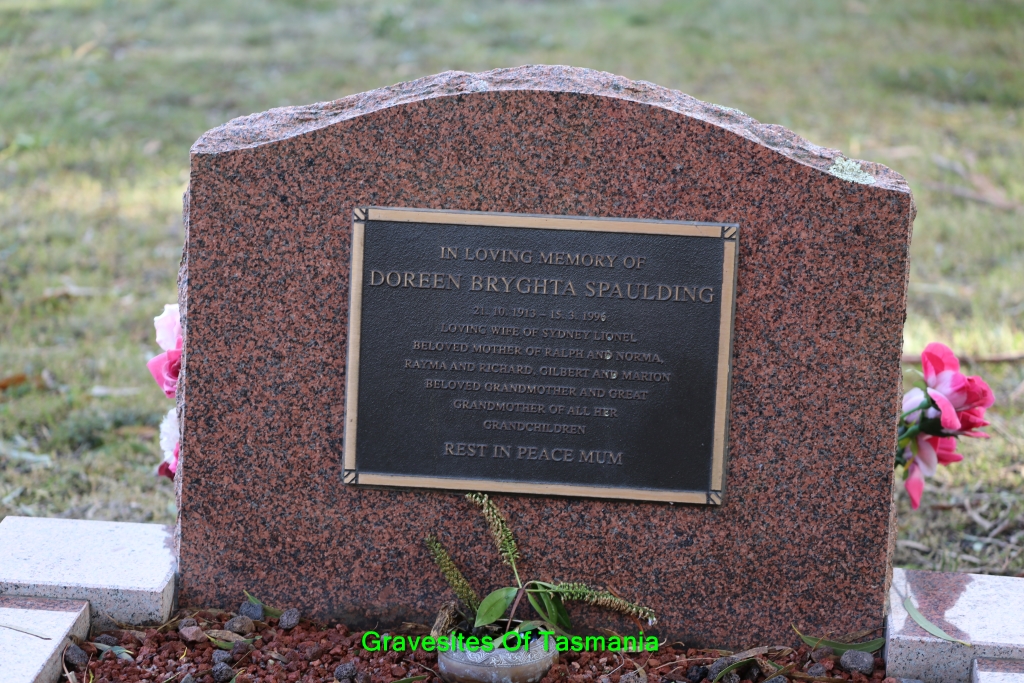 IN LOVING MEMORY OF
DOREEN BRYGHTA SPAULDING
21. 10. 1913 – 15. 3. 1996
LOVING WIFE OF SYDNEY LIONEL
BELOVED MOTHER OF RALPH AND NORMA,
RAYMA AND RICHARD, GILBERT AND MARION
BELOVED GRANDMOTHER AND GREAT
GRANDMOTHER OF ALL HER
GRANDCHILDREN
REST IN PEACE MUM
Gravesites Of Tasmania